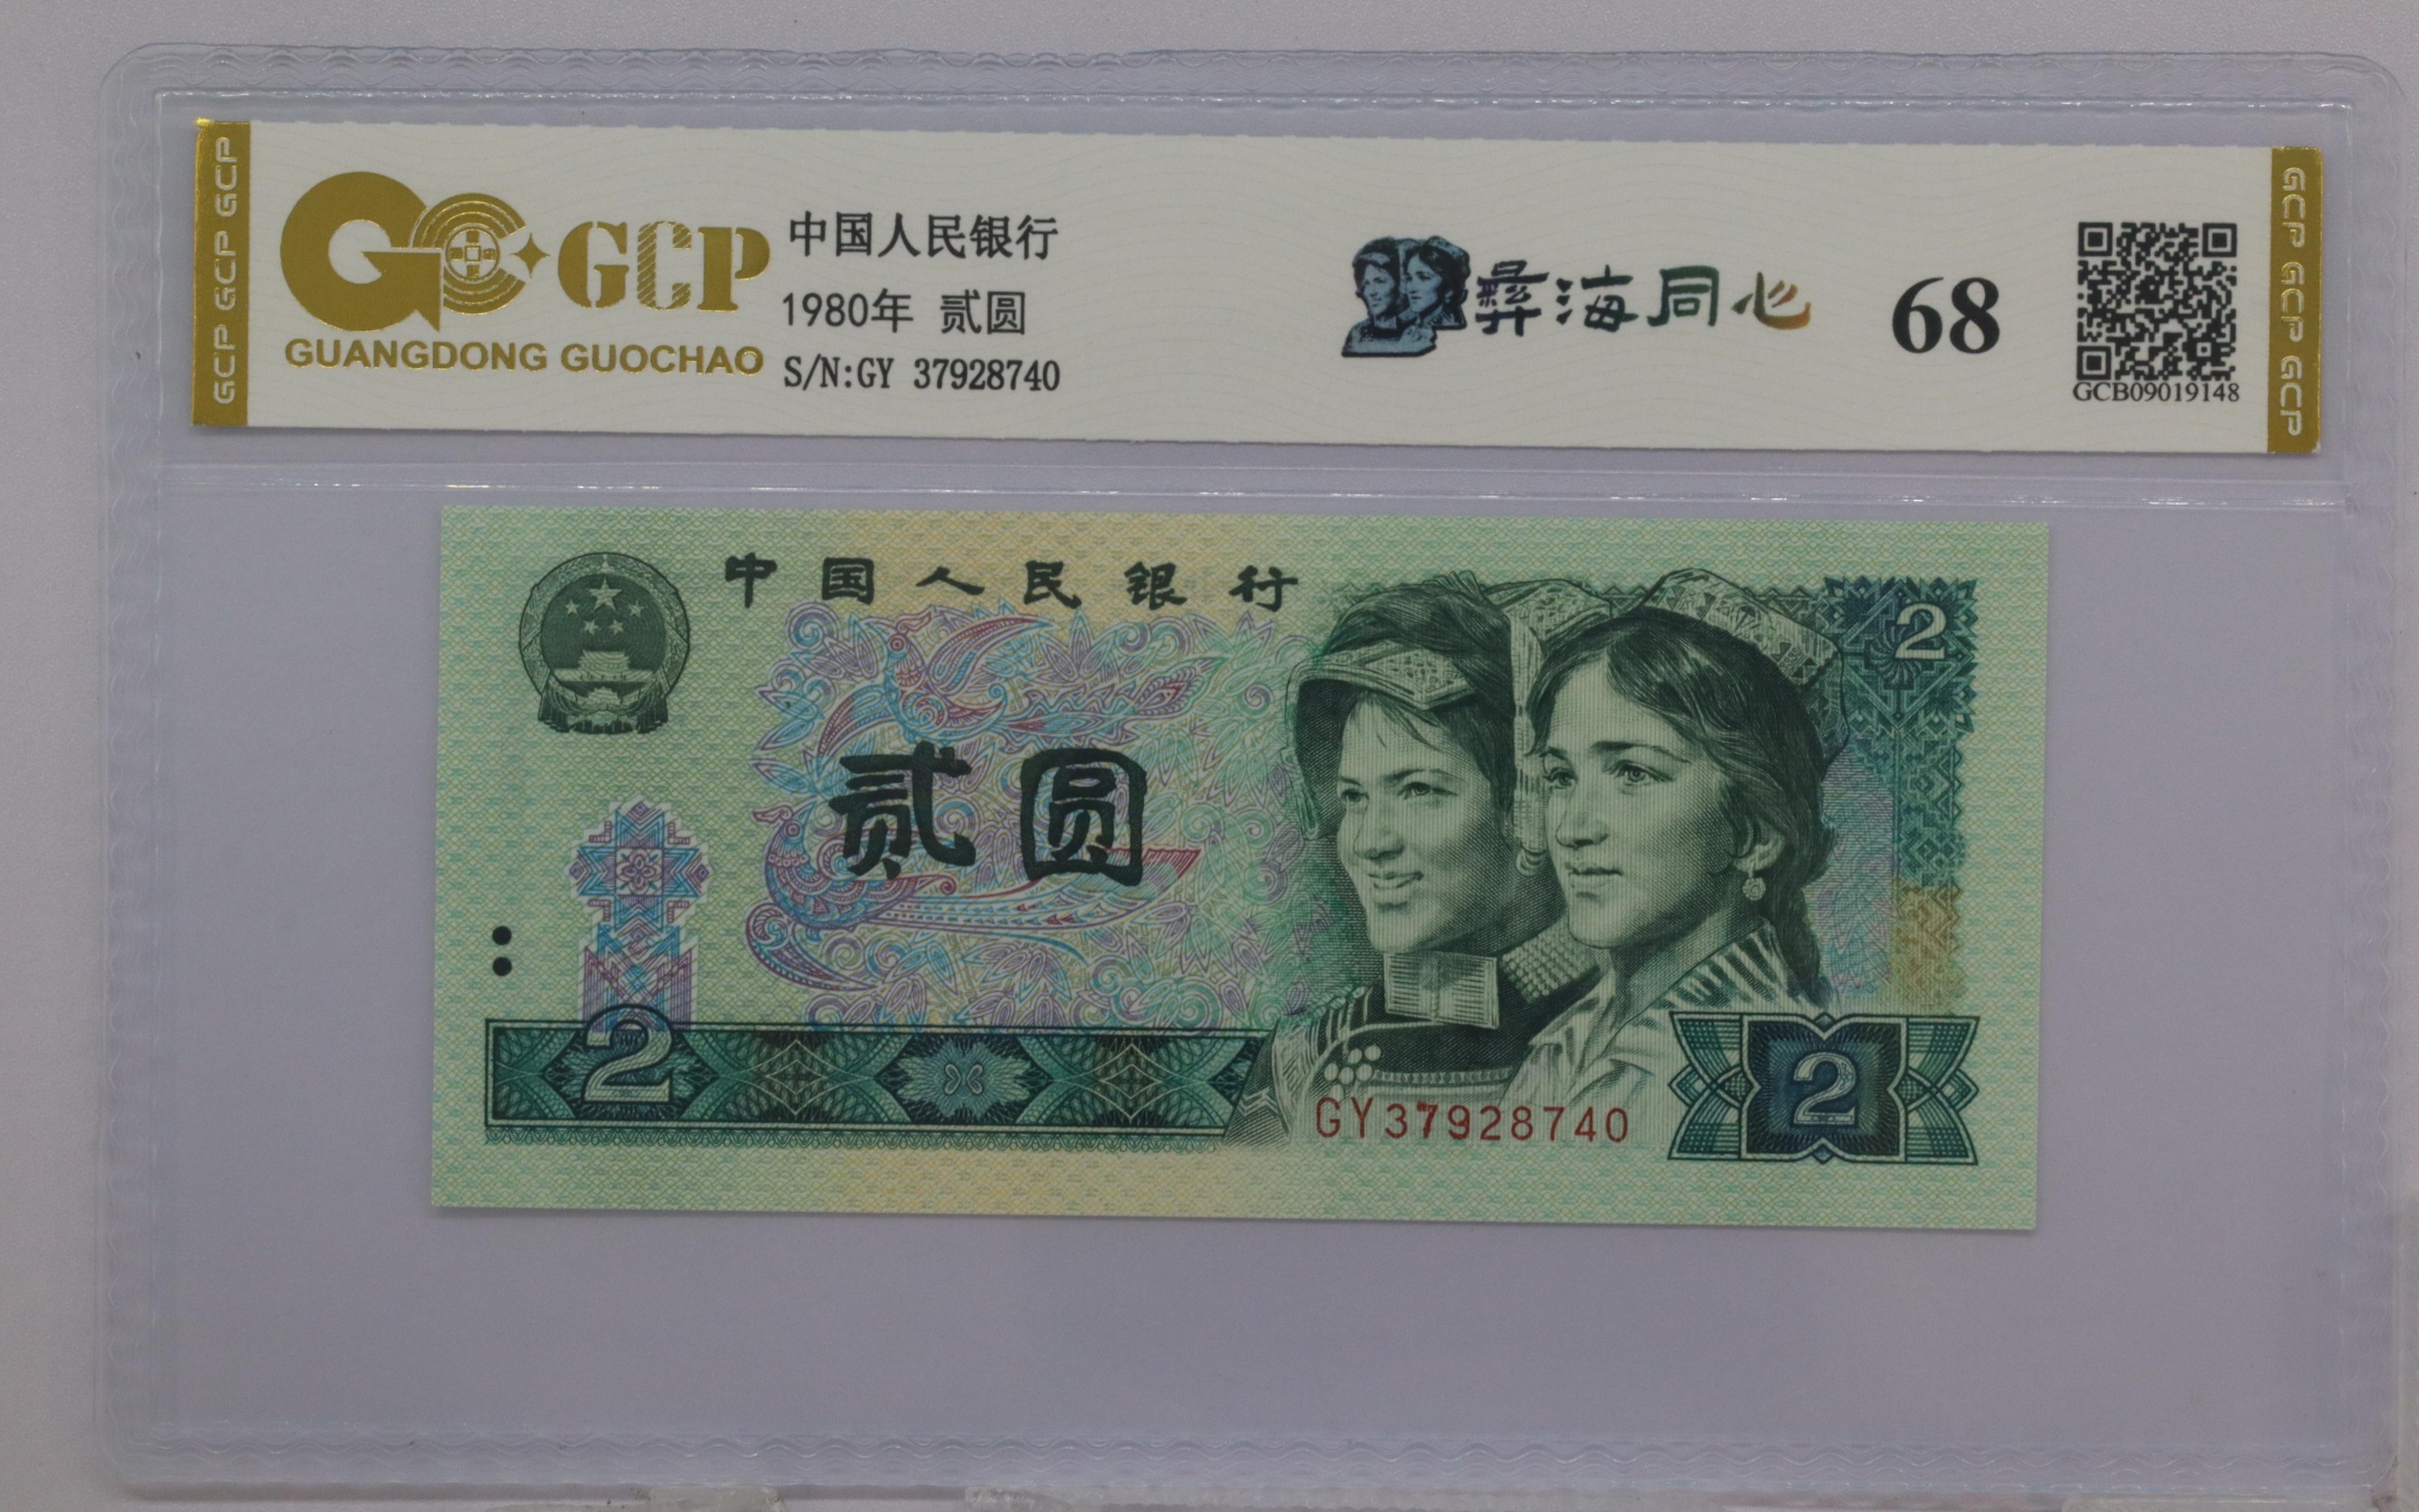 GCP GCP GCP
GCP
GUANGDONG GUOCHAO
中国人民银行
1980年 贰圆
S/N:GY 37928740
彝海同心
68
GCB09019148
GCP GCP GCP
中国人民银行
2
贰圆
2
GY37928740
2